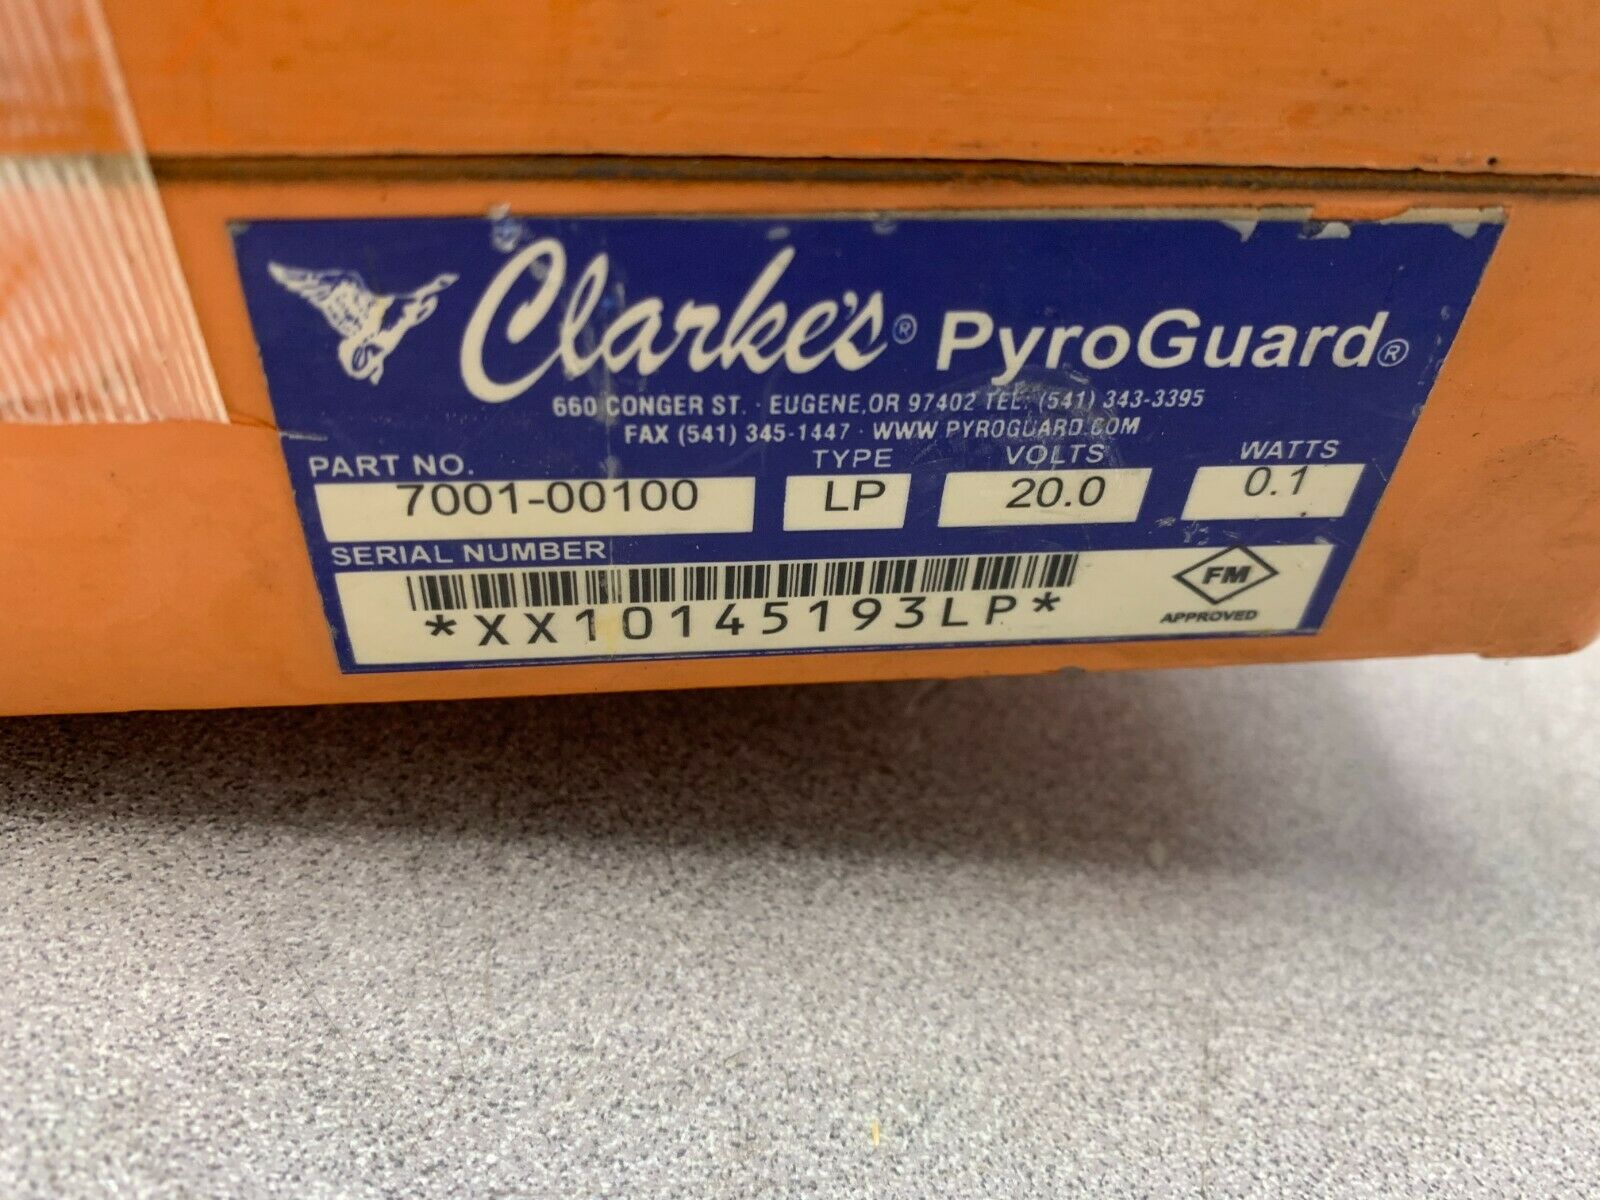 Clarke's® PyroGuard®
660 CONGER ST. · EUGENE, OR 97402 TEL: (541) 343-3395
FAX (541) 345-1447 · WWW.PYROGUARD.COM
PART NO. TYPE VOLTS WATTS
7001-00100 LP 20.0 0.1
SERIAL NUMBER
*XX10145193LP*
FM
APPROVED